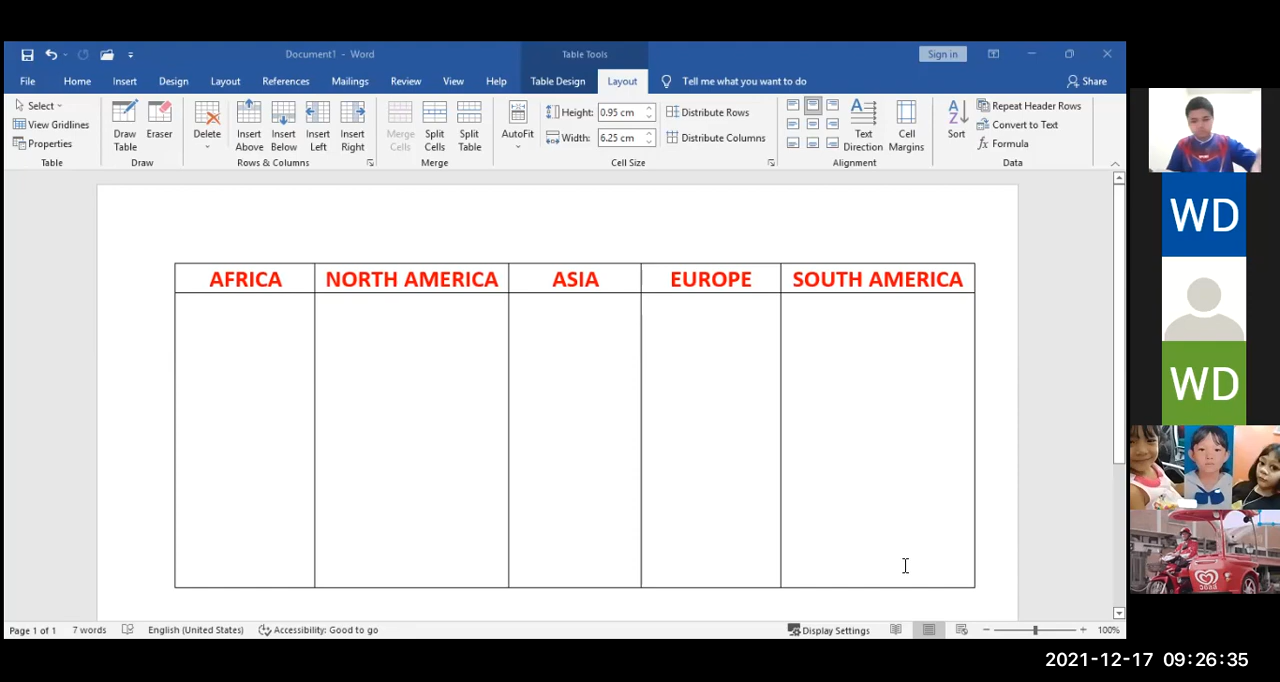 Document1 - Word
Table Tools
Sign in
File Home Insert Design Layout References Mailings Review View Help Table Design Layout Tell me what you want to do Share
Select
View Gridlines
Properties
Table
Draw Table
Eraser
Draw
Delete
Insert Above
Insert Below
Insert Left
Insert Right
Rows & Columns
Merge Cells
Split Cells
Split Table
Merge
AutoFit
Height: 0.95 cm
Width: 6.25 cm
Distribute Rows
Distribute Columns
Cell Size
Text Direction
Cell Margins
Alignment
A
Z
Sort
Repeat Header Rows
Convert to Text
fx Formula
Data
AFRICA NORTH AMERICA ASIA EUROPE SOUTH AMERICA
Page 1 of 1 7 words English (United States) Accessibility: Good to go Display Settings 100%
WD
WD
2021-12-17 09:26:35